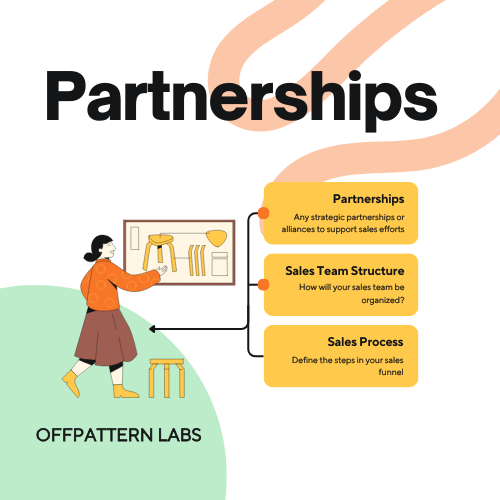 Partnerships
Partnerships
Any strategic partnerships or
alliances to support sales efforts
Sales Team Structure
How will your sales team be
organized?
Sales Process
Define the steps in your sales
funnel
OFFPATTERN LABS